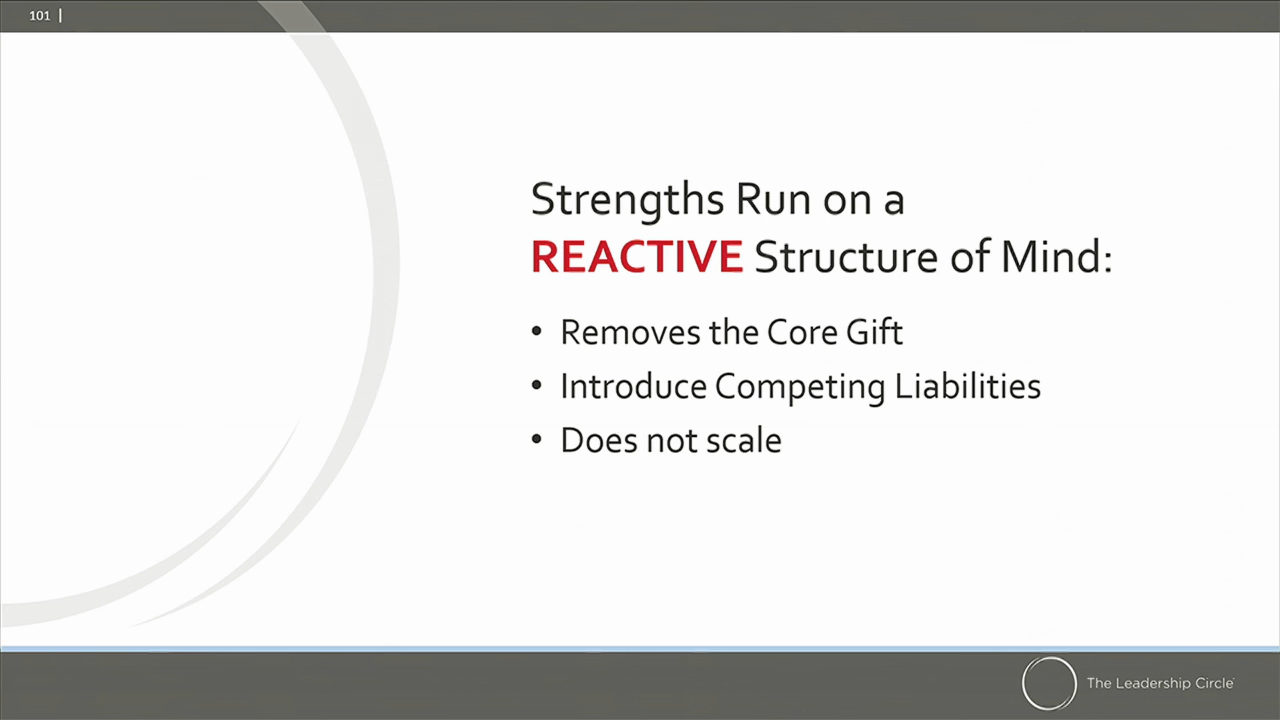 101 |
Strengths Run on a
REACTIVE Structure of Mind:
• Removes the Core Gift
• Introduce Competing Liabilities
• Does not scale
The Leadership Circle